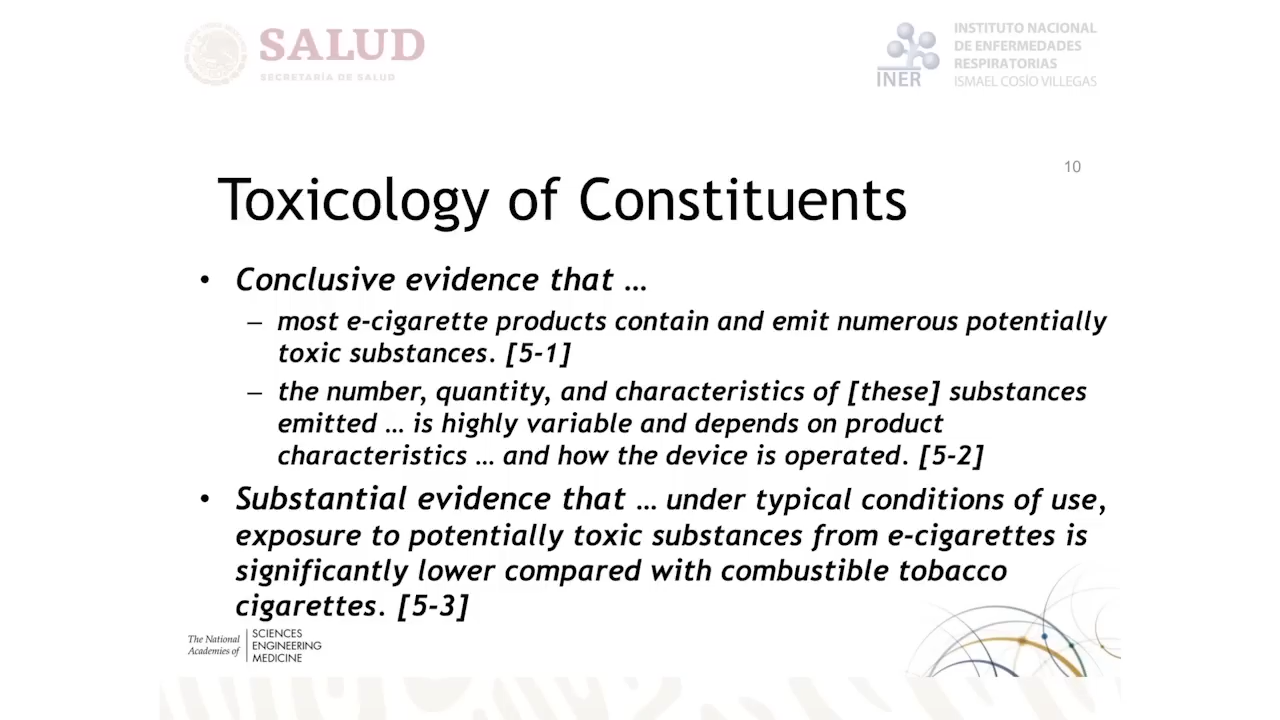 SALUD
SECRETARÍA DE SALUD
INER
INSTITUTO NACIONAL
DE ENFERMEDADES
RESPIRATORIAS
ISMAEL COSÍO VILLEGAS
10
Toxicology of Constituents
• Conclusive evidence that …
– most e-cigarette products contain and emit numerous potentially
toxic substances. [5-1]
– the number, quantity, and characteristics of [these] substances
emitted … is highly variable and depends on product
characteristics … and how the device is operated. [5-2]
• Substantial evidence that … under typical conditions of use,
exposure to potentially toxic substances from e-cigarettes is
significantly lower compared with combustible tobacco
cigarettes. [5-3]
The National
Academies of
SCIENCES
ENGINEERING
MEDICINE